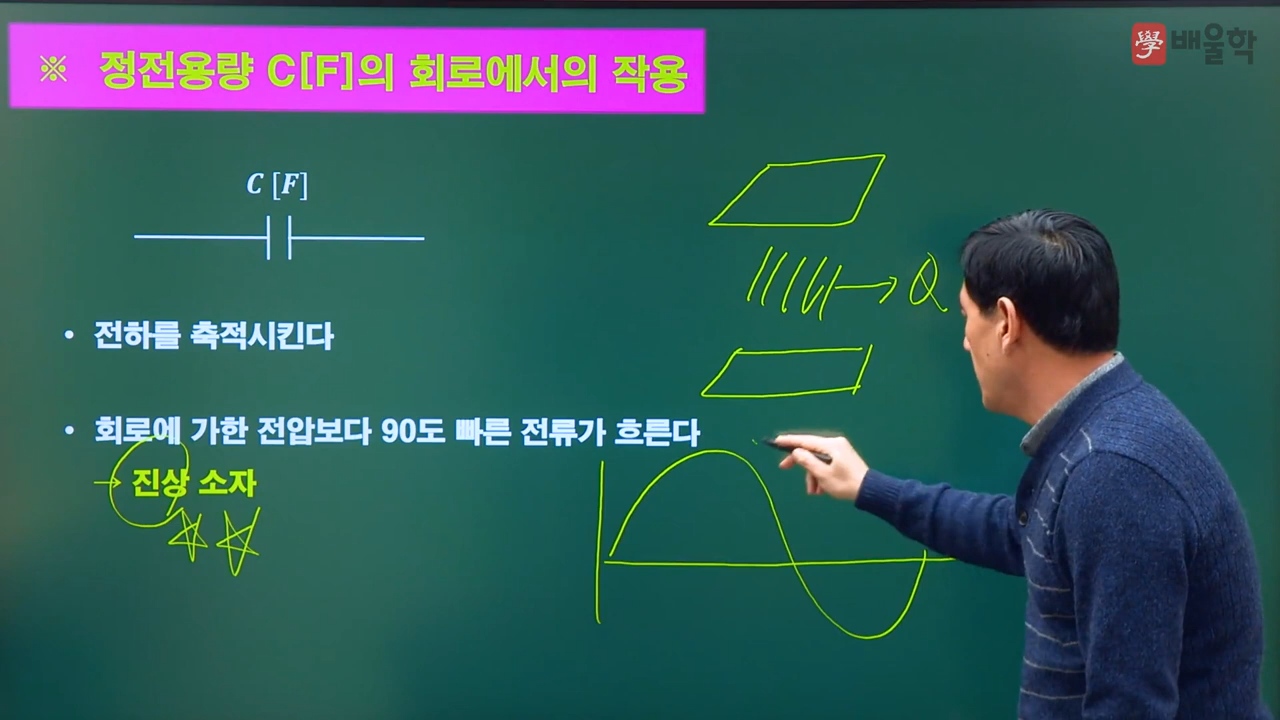 學 배울학
※ 정전용량 C[F]의 회로에서의 작용
C [F]
• 전하를 축적시킨다
• 회로에 가한 전압보다 90도 빠른 전류가 흐른다
→ 진상 소자
→ Q